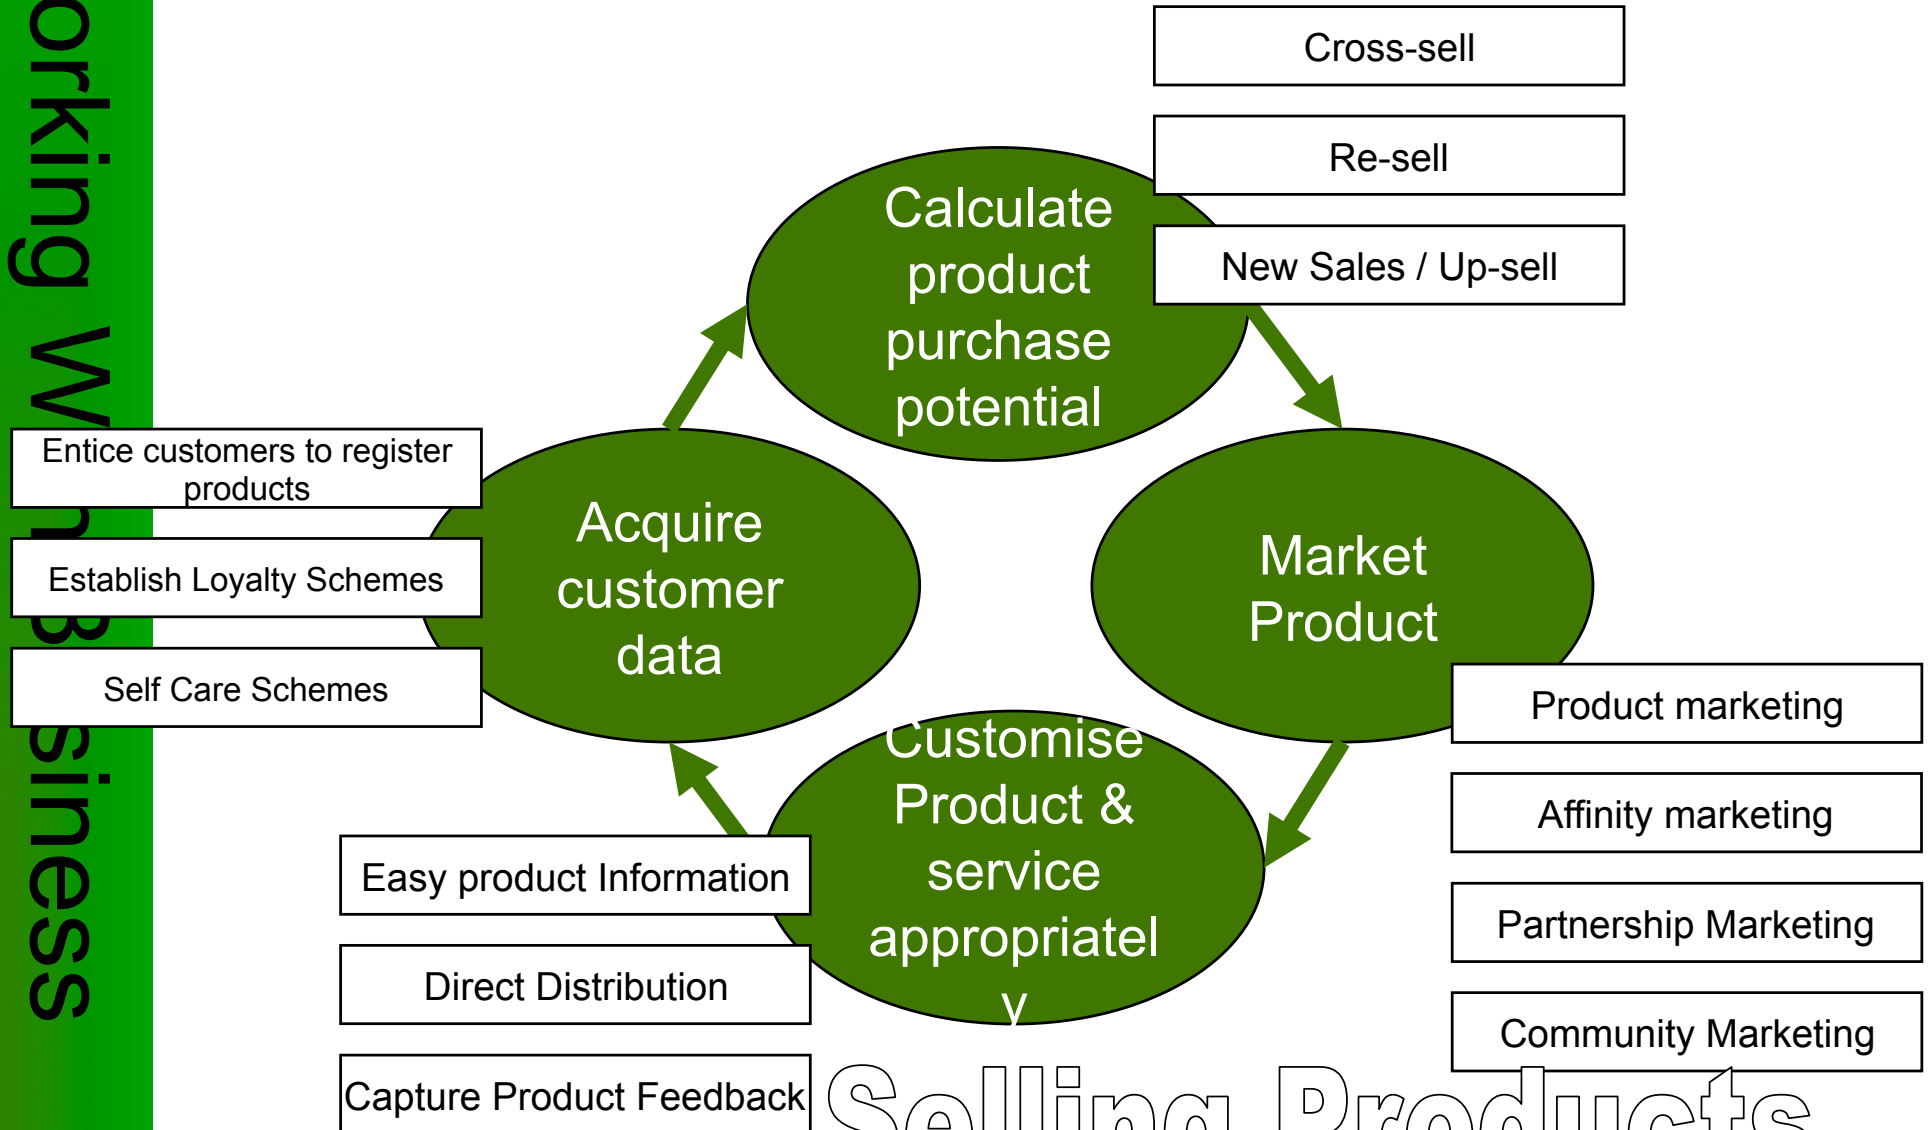 orking W
h B
siness
Cross-sell
Re-sell
New Sales / Up-sell
Calculate
product
purchase
potential
Entice customers to register
products
Establish Loyalty Schemes
Self Care Schemes
Acquire
customer
data
Market
Product
Product marketing
Affinity marketing
Partnership Marketing
Community Marketing
Customise
Product &
service
appropriatel
y
Easy product Information
Direct Distribution
Capture Product Feedback
Selling Products